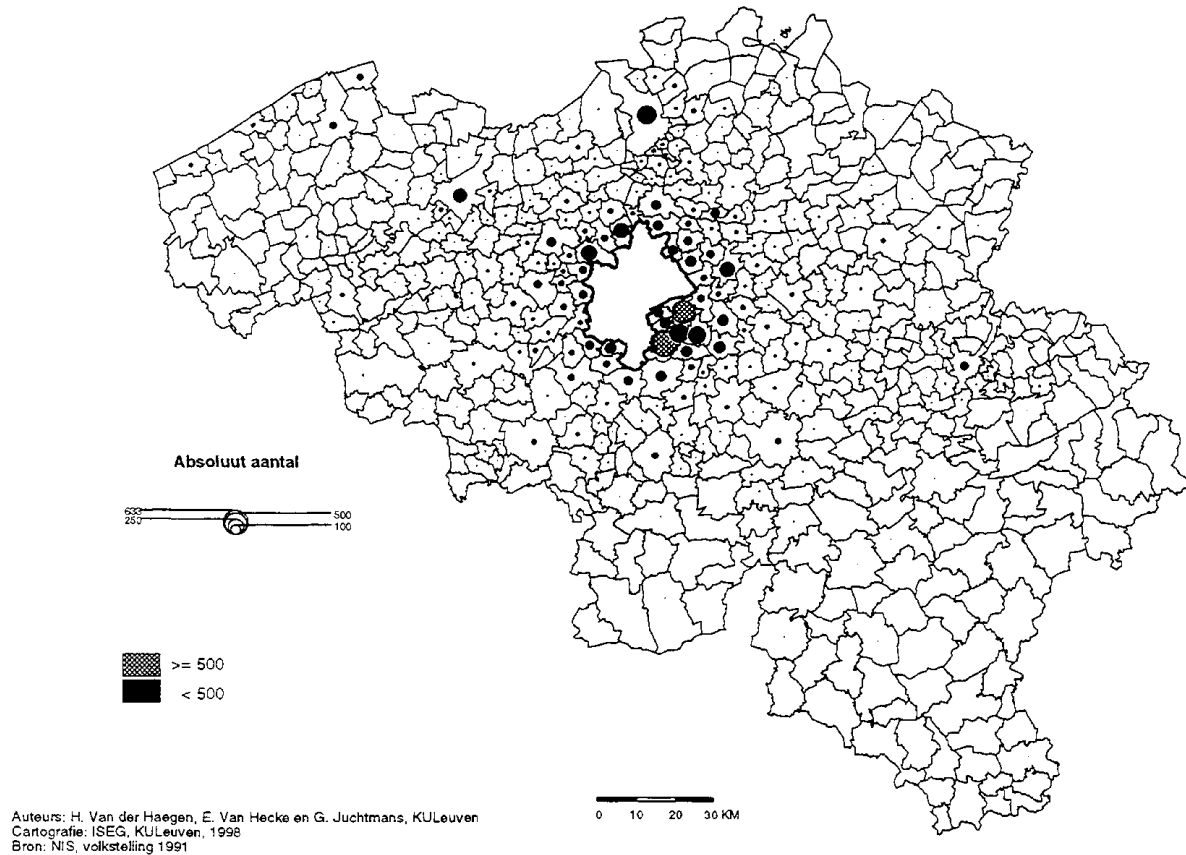 Absoluut aantal
633 500
250 100
>= 500
< 500
0 10 20 30 KM
Auteurs: H. Van der Haegen, E. Van Hecke en G. Juchtmans, KULeuven
Cartografie: ISEG, KULeuven, 1998
Bron: NIS, volkstelling 1991